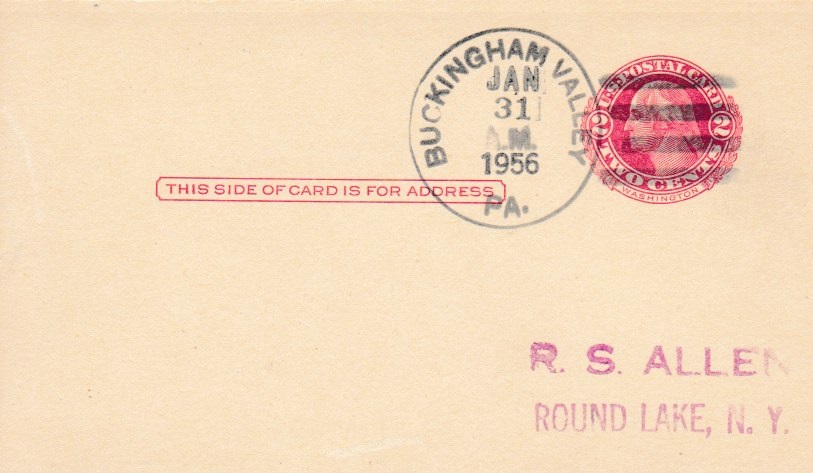 BUCKINGHAM VALLEY
JAN
31
A.M.
1956
PA.
U.S. POSTAL CARD
2 2
TWO CENTS
WASHINGTON
THIS SIDE OF CARD IS FOR ADDRESS
R. S. ALLEN
ROUND LAKE, N. Y.